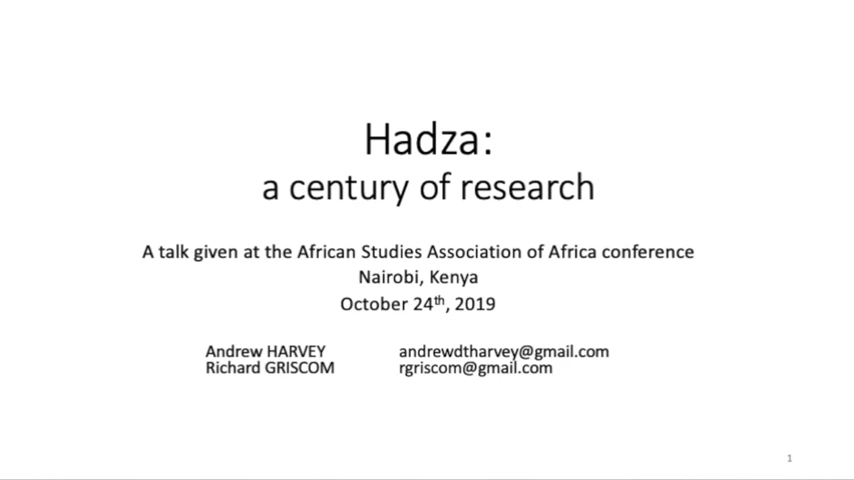 Hadza:
a century of research
A talk given at the African Studies Association of Africa conference
Nairobi, Kenya
October 24th, 2019
Andrew HARVEY andrewdtharvey@gmail.com
Richard GRISCOM rgriscom@gmail.com
1